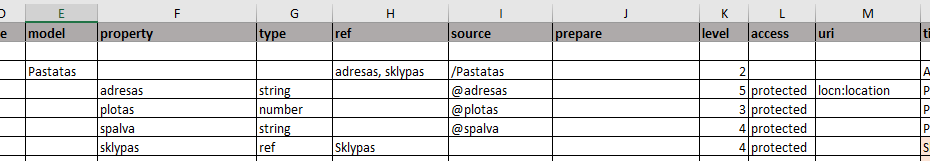 D E F G H I J K L M
e model property type ref source prepare level access uri ti
Pastatas adresas, sklypas /Pastatas 2 A
adresas string @adresas 5 protected locn:location P
plotas number @plotas 3 protected P
spalva string @spalva 4 protected P
sklypas ref Sklypas 4 protected S